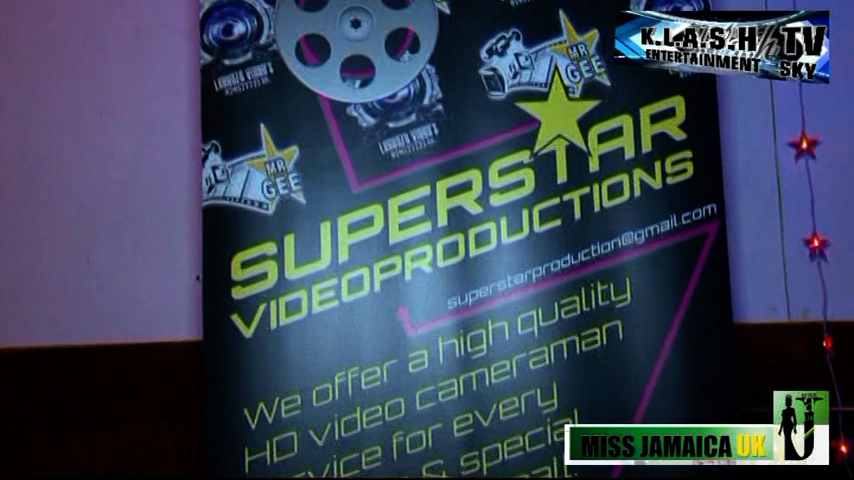 K.L.A.S.H TV
ENTERTAINMENT SKY
MR
GEE
MR
GEE
SUPERSTAR
VIDEOPRODUCTIONS
superstarproduction@gmail.com
We offer a high quality
HD video cameraman
service for every
& special
MISS JAMAICA UK